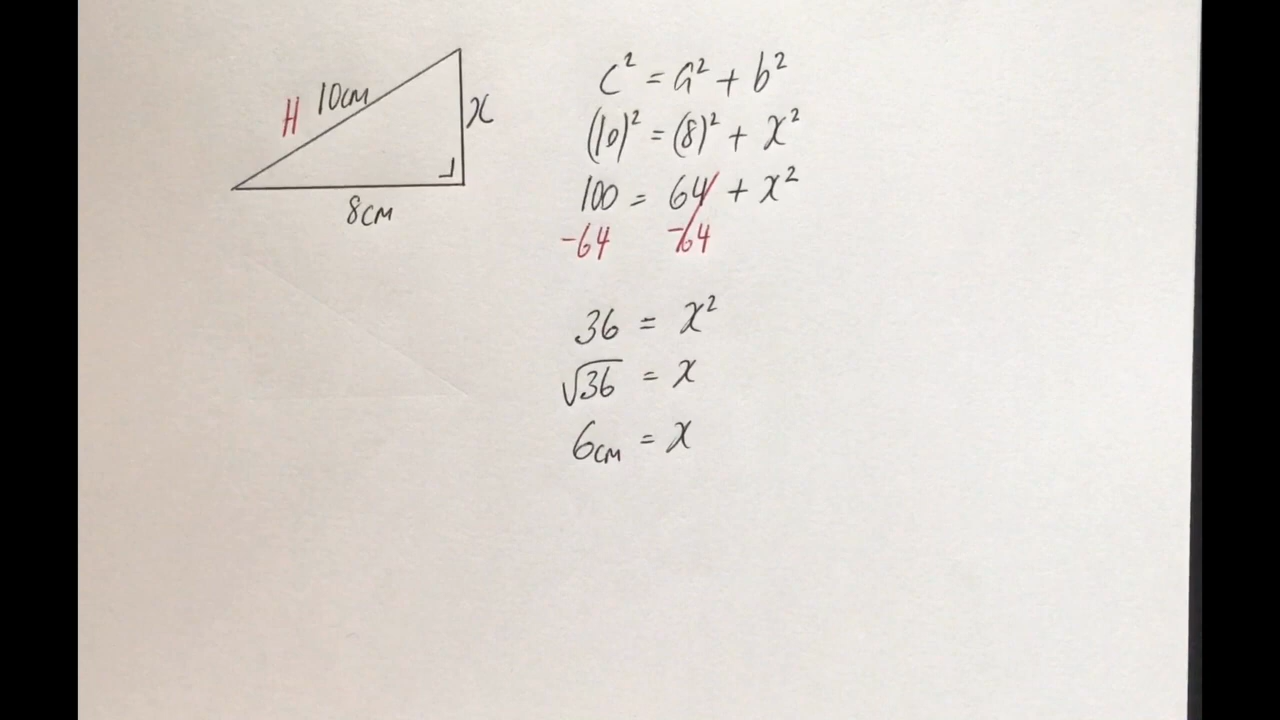 H 10cm
x
8cm
c² = a² + b²
(10)² = (8)² + x²
100 = 64 + x²
-64 -64
36 = x²
√36 = x
6cm = x